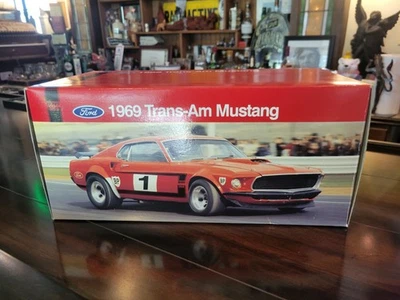 Ford 1969 Trans-Am Mustang
1